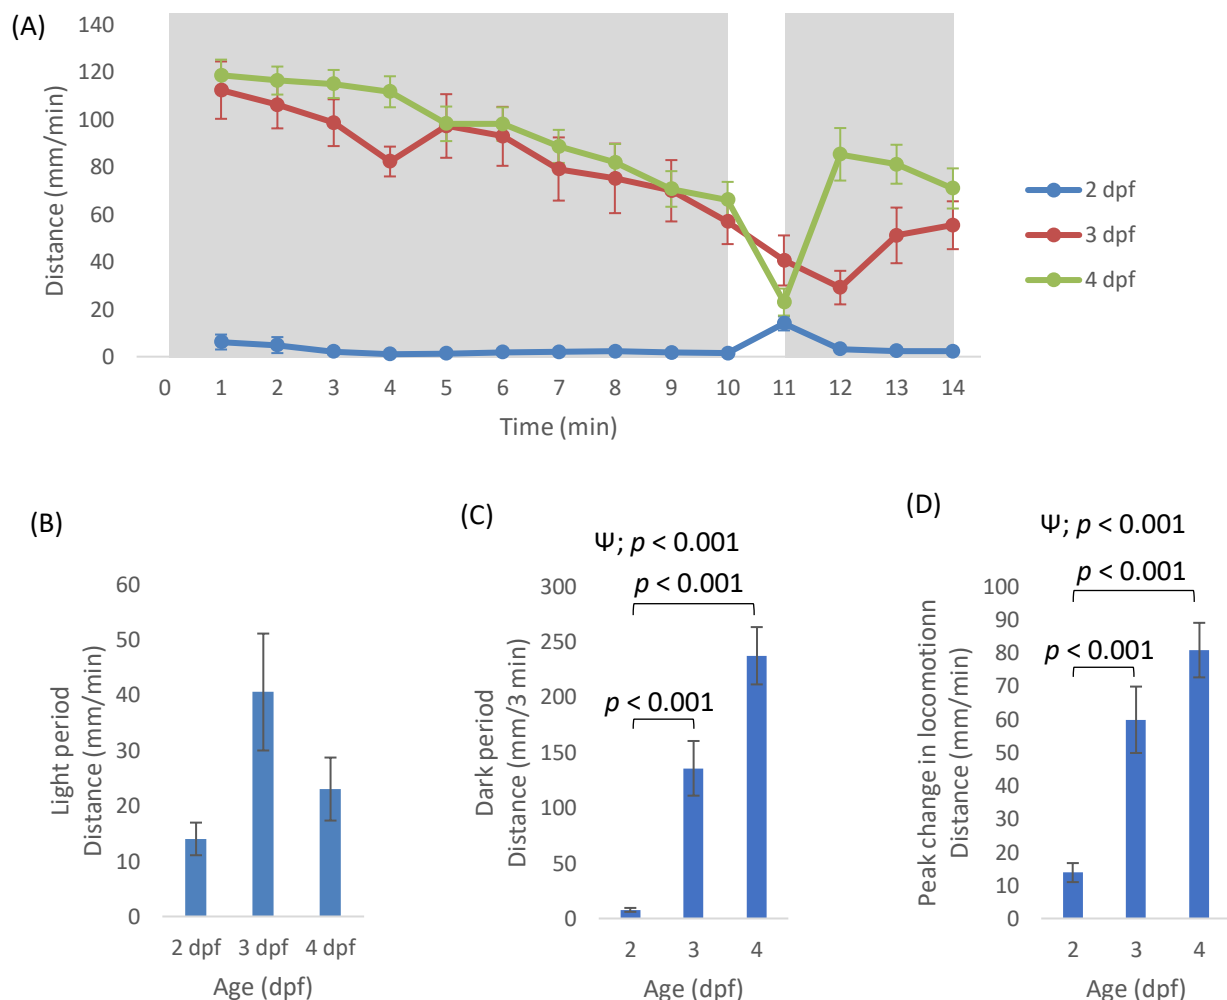 (A)
140
120
100
80
60
40
20
0
Distance (mm/min)
0 1 2 3 4 5 6 7 8 9 10 11 12 13 14
Time (min)
2 dpf
3 dpf
4 dpf
(B)
60
50
40
30
20
10
0
Light period
Distance (mm/min)
2 dpf 3 dpf 4 dpf
Age (dpf)
(C)
Ψ; p < 0.001
p < 0.001
p < 0.001
300
250
200
150
100
50
0
Dark period
Distance (mm/3 min)
2 3 4
Age (dpf)
(D)
Ψ; p < 0.001
p < 0.001
p < 0.001
100
90
80
70
60
50
40
30
20
10
0
Peak change in locomotionn
Distance (mm/min)
2 3 4
Age (dpf)